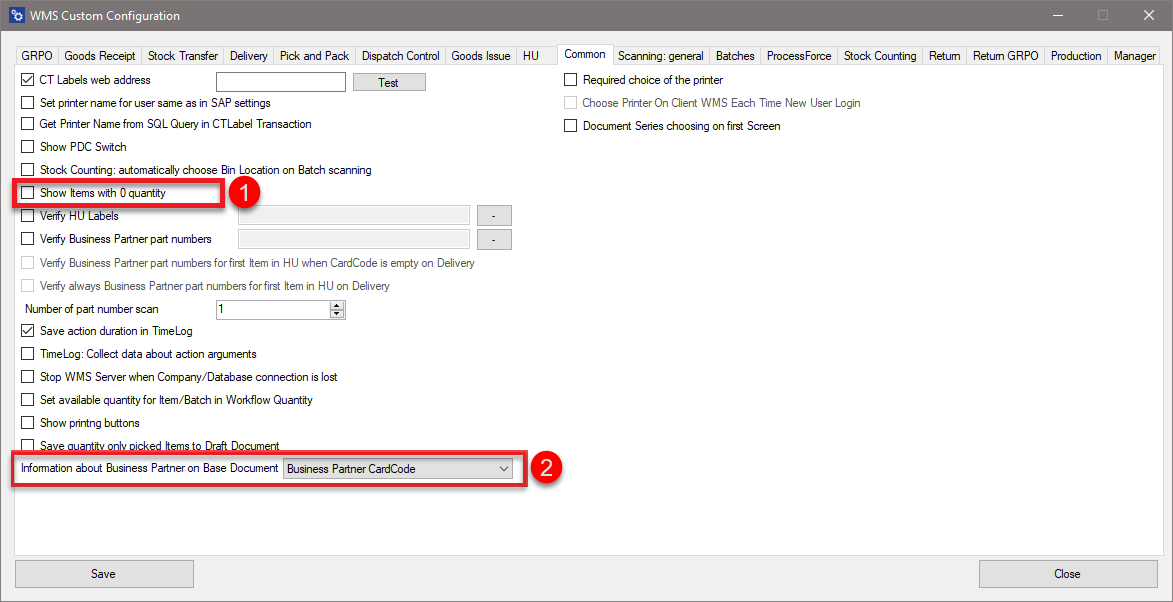 WMS Custom Configuration
GRPO Goods Receipt Stock Transfer Delivery Pick and Pack Dispatch Control Goods Issue HU Common Scanning: general Batches ProcessForce Stock Counting Return Return GRPO Production Manager
CT Labels web address Test
Set printer name for user same as in SAP settings
Get Printer Name from SQL Query in CTLabel Transaction
Show PDC Switch
Stock Counting: automatically choose Bin Location on Batch scanning
Show Items with 0 quantity 1
Verify HU Labels -
Verify Business Partner part numbers -
Verify Business Partner part numbers for first Item in HU when CardCode is empty on Delivery
Verify always Business Partner part numbers for first Item in HU on Delivery
Number of part number scan 1
Save action duration in TimeLog
TimeLog: Collect data about action arguments
Stop WMS Server when Company/Database connection is lost
Set available quantity for Item/Batch in Workflow Quantity
Show printng buttons
Save quantity only picked Items to Draft Document
Information about Business Partner on Base Document Business Partner CardCode 2
Required choice of the printer
Choose Printer On Client WMS Each Time New User Login
Document Series choosing on first Screen
Save Close